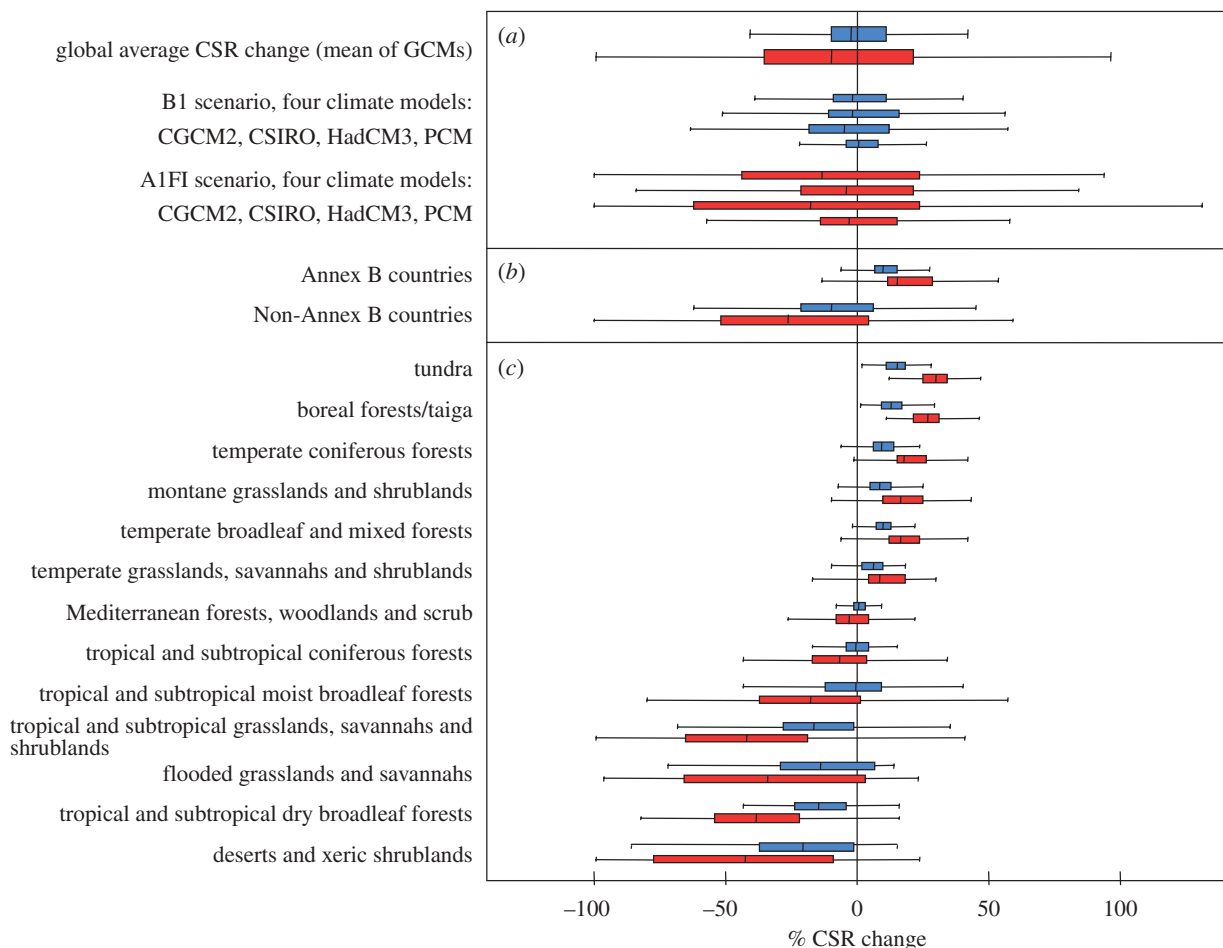 (a)
global average CSR change (mean of GCMs)
B1 scenario, four climate models:
CGCM2, CSIRO, HadCM3, PCM
A1FI scenario, four climate models:
CGCM2, CSIRO, HadCM3, PCM
(b)
Annex B countries
Non-Annex B countries
(c)
tundra
boreal forests/taiga
temperate coniferous forests
montane grasslands and shrublands
temperate broadleaf and mixed forests
temperate grasslands, savannahs and shrublands
Mediterranean forests, woodlands and scrub
tropical and subtropical coniferous forests
tropical and subtropical moist broadleaf forests
tropical and subtropical grasslands, savannahs and
shrublands
flooded grasslands and savannahs
tropical and subtropical dry broadleaf forests
deserts and xeric shrublands
–100 –50 0 50 100
% CSR change